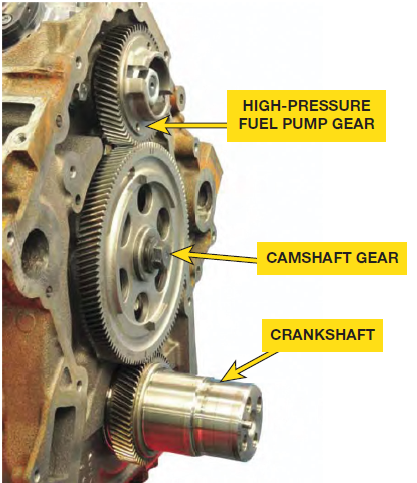 HIGH-PRESSURE
FUEL PUMP GEAR
CAMSHAFT GEAR
CRANKSHAFT